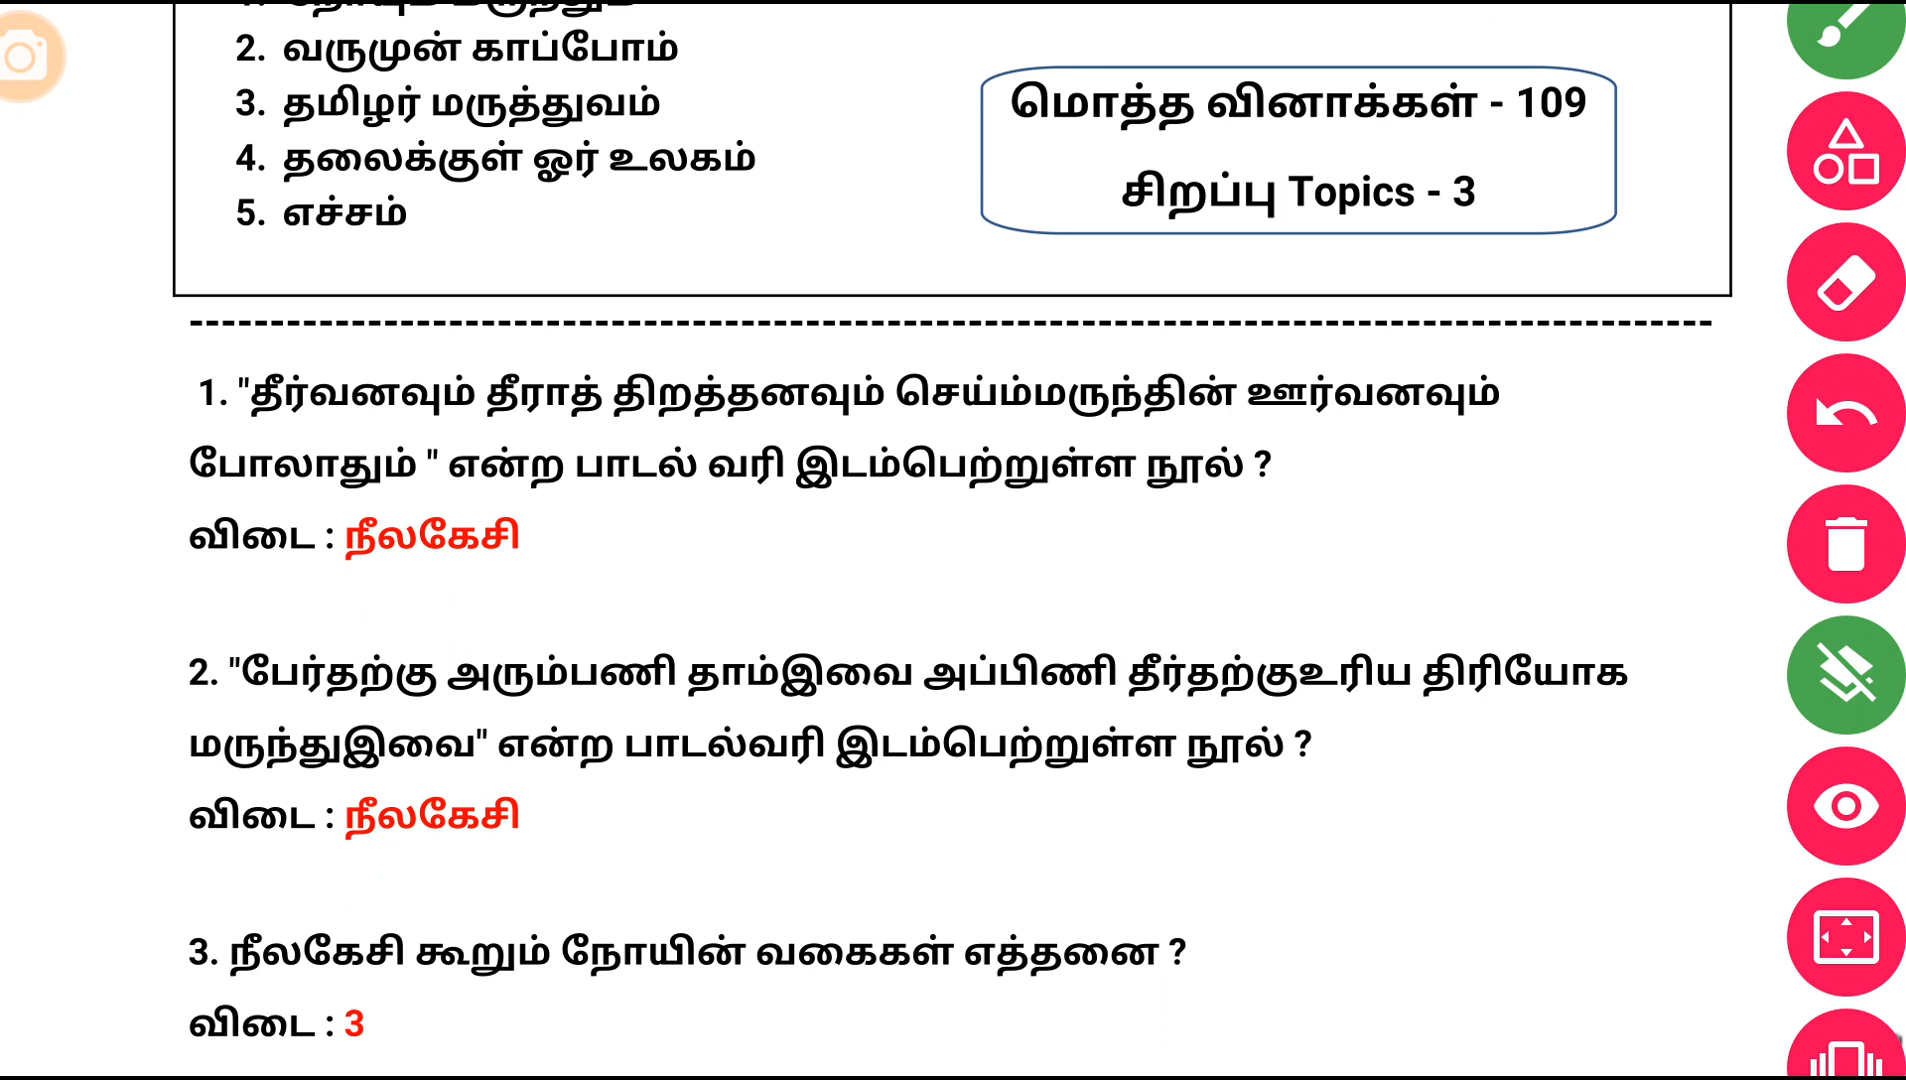 2. வருமுன் காப்போம்
3. தமிழர் மருத்துவம்
4. தலைக்குள் ஓர் உலகம்
5. எச்சம்
மொத்த வினாக்கள் - 109
சிறப்பு Topics - 3
1. "தீர்வனவும் தீராத் திறத்தனவும் செய்ம்மருந்தின் ஊர்வனவும்
போலாதும் " என்ற பாடல் வரி இடம்பெற்றுள்ள நூல் ?
விடை : நீலகேசி
2. "பேர்தற்கு அரும்பணி தாம்இவை அப்பிணி தீர்தற்குஉரிய திரியோக
மருந்துஇவை" என்ற பாடல்வரி இடம்பெற்றுள்ள நூல் ?
விடை : நீலகேசி
3. நீலகேசி கூறும் நோயின் வகைகள் எத்தனை ?
விடை : 3